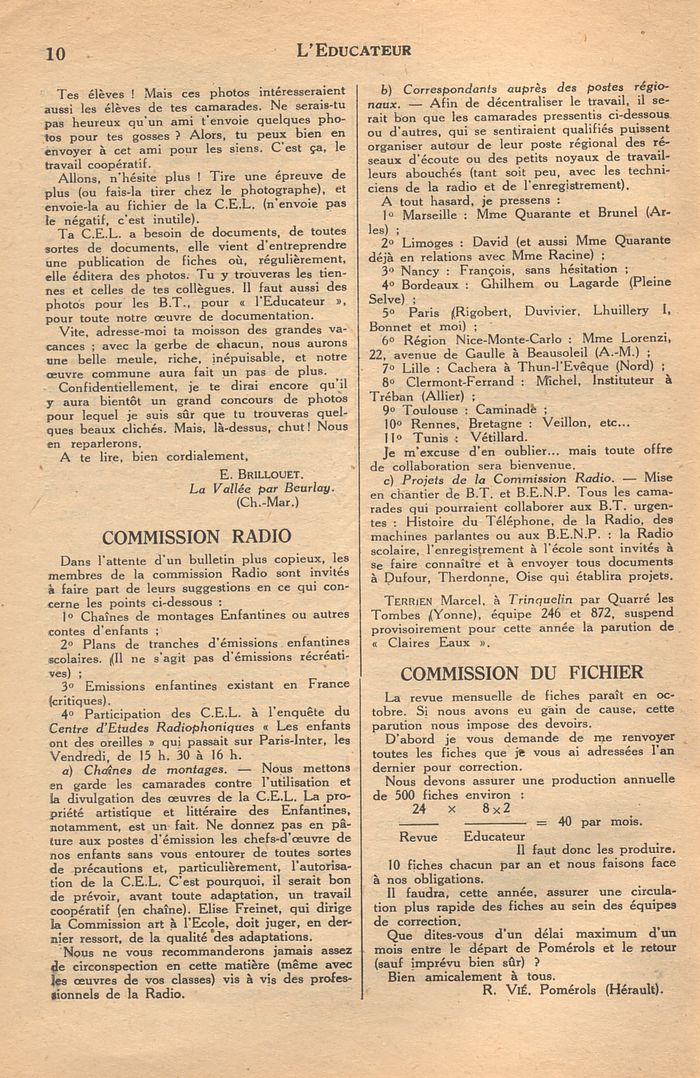 10
L'EDUCATEUR
Tes élèves ! Mais ces photos intéresseraient
aussi les élèves de tes camarades. Ne serais-tu
pas heureux qu'un ami t'envoie quelques pho-
tos pour tes gosses ? Alors, tu peux bien en
envoyer à cet ami pour les siens. C'est ça, le
travail coopératif.
Allons, n'hésite plus ! Tire une épreuve de
plus (ou fais-la tirer chez le photographe), et
envoie-la au fichier de la C.E.L. (n'envoie pas
le négatif, c'est inutile).
Ta C.E.L. a besoin de documents, de toutes
sortes de documents, elle vient d'entreprendre
une publication de fiches où, régulièrement,
elle éditera des photos. Tu y trouveras les tien-
nes et celles de tes collègues. Il faut aussi des
photos pour les B.T., pour « l'Educateur »,
pour toute notre œuvre de documentation.
Vite, adresse-moi ta moisson des grandes va-
cances ; avec la gerbe de chacun, nous aurons
une belle meule, riche, inépuisable, et notre
œuvre commune aura fait un pas de plus.
Confidentiellement, je te dirai encore qu'il
y aura bientôt un grand concours de photos
pour lequel je suis sûr que tu trouveras quel-
ques beaux clichés. Mais, là-dessus, chut ! Nous
en reparlerons.
A te lire, bien cordialement,
E. BRILLOUET.
La Vallée par Beurlay.
(Ch.-Mar.)
COMMISSION RADIO
Dans l'attente d'un bulletin plus copieux, les
membres de la commission Radio sont invités
à faire part de leurs suggestions en ce qui con-
cerne les points ci-dessous :
1º Chaînes de montages Enfantines ou autres
contes d'enfants ;
2º Plans de tranches d'émissions enfantines
scolaires. (Il ne s'agit pas d'émissions récréati-
ves) ;
3º Emissions enfantines existant en France
(critiques).
4º Participation des C.E.L. à l'enquête du
Centre d'Etudes Radiophoniques « Les enfants
ont des oreilles » qui passait sur Paris-Inter, les
Vendredi, de 15 h. 30 à 16 h.
a) Chaînes de montages. — Nous mettons
en garde les camarades contre l'utilisation et
la divulgation des œuvres de la C.E.L. La pro-
priété artistique et littéraire des Enfantines,
notamment, est un fait. Ne donnez pas en pâ-
ture aux postes d'émission les chefs-d'œuvre de
nos enfants sans vous entourer de toutes sortes
de précautions et, particulièrement, l'autorisa-
tion de la C.E.L. C'est pourquoi, il serait bon
de prévoir, avant toute adaptation, un travail
coopératif (en chaîne). Elise Freinet, qui dirige
la Commission art à l'Ecole, doit juger, en der-
nier ressort, de la qualité des adaptations.
Nous ne vous recommanderons jamais assez
de circonspection en cette matière (même avec
les œuvres de vos classes) vis à vis des profes-
sionnels de la Radio.
b) Correspondants auprès des postes régio-
naux. — Afin de décentraliser le travail, il se-
rait bon que les camarades pressentis ci-dessous
ou d'autres, qui se sentiraient qualifiés puissent
organiser autour de leur poste régional des ré-
seaux d'écoute ou des petits noyaux de travail-
leurs abouchés (tant soit peu, avec les techni-
ciens de la radio et de l'enregistrement).
A tout hasard, je pressens :
1º Marseille : Mme Quarante et Brunel (Ar-
les) ;
2º Limoges : David (et aussi Mme Quarante
déjà en relations avec Mme Racine) ;
3º Nancy : François, sans hésitation ;
4º Bordeaux : Ghilhem ou Lagarde (Pleine
Selve) ;
5º Paris (Rigobert, Duvivier, Lhuillery I,
Bonnet et moi) ;
6º Région Nice-Monte-Carlo : Mme Lorenzi,
22, avenue de Gaulle à Beausoleil (A.-M.) ;
7º Lille : Cachera à Thun-l'Evêque (Nord) ;
8º Clermont-Ferrand : Michel, Instituteur à
Tréban (Allier) ;
9º Toulouse : Caminade ;
10º Rennes, Bretagne : Veillon, etc...
11º Tunis : Vétillard.
Je m'excuse d'en oublier... mais toute offre
de collaboration sera bienvenue.
c) Projets de la Commission Radio. — Mise
en chantier de B.T. et B.E.N.P. Tous les cama-
rades qui pourraient collaborer aux B.T. urgen-
tes : Histoire du Téléphone, de la Radio, des
machines parlantes ou aux B.E.N.P. : la Radio
scolaire, l'enregistrement à l'école sont invités à
se faire connaître et à envoyer tous documents
à Dufour, Therdonne, Oise qui établira projets.
TERRIEN Marcel, à Trinquelin par Quarré les
Tombes (Yonne), équipe 246 et 872, suspend
provisoirement pour cette année la parution de
« Claires Eaux ».
COMMISSION DU FICHIER
La revue mensuelle de fiches paraît en oc-
tobre. Si nous avons eu gain de cause, cette
parution nous impose des devoirs.
D'abord je vous demande de me renvoyer
toutes les fiches que je vous ai adressées l'an
dernier pour correction.
Nous devons assurer une production annuelle
de 500 fiches environ :
24 × 8×2
= 40 par mois.
Revue Educateur
Il faut donc les produire.
10 fiches chacun par an et nous faisons face
à nos obligations.
Il faudra, cette année, assurer une circula-
tion plus rapide des fiches au sein des équipes
de correction.
Que dites-vous d'un délai maximum d'un
mois entre le départ de Pomérols et le retour
(sauf imprévu bien sûr) ?
Bien amicalement à tous.
R. VIÉ. Pomérols (Hérault).